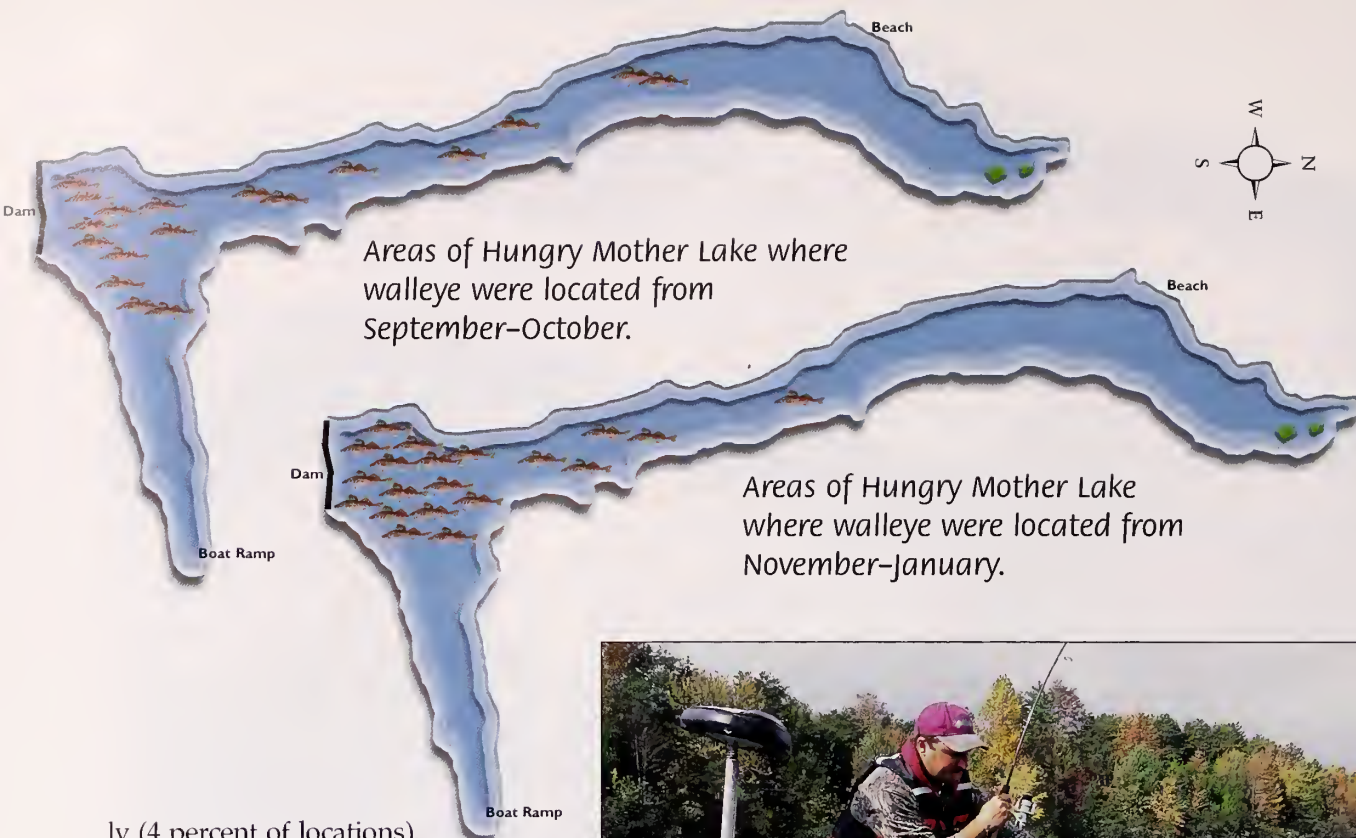 Beach
W
S
N
E
Dam
Areas of Hungry Mother Lake where
walleye were located from
September–October.
Beach
Dam
Areas of Hungry Mother Lake
where walleye were located from
November–January.
Boat Ramp
Boat Ramp
ly (4 percent of locations)